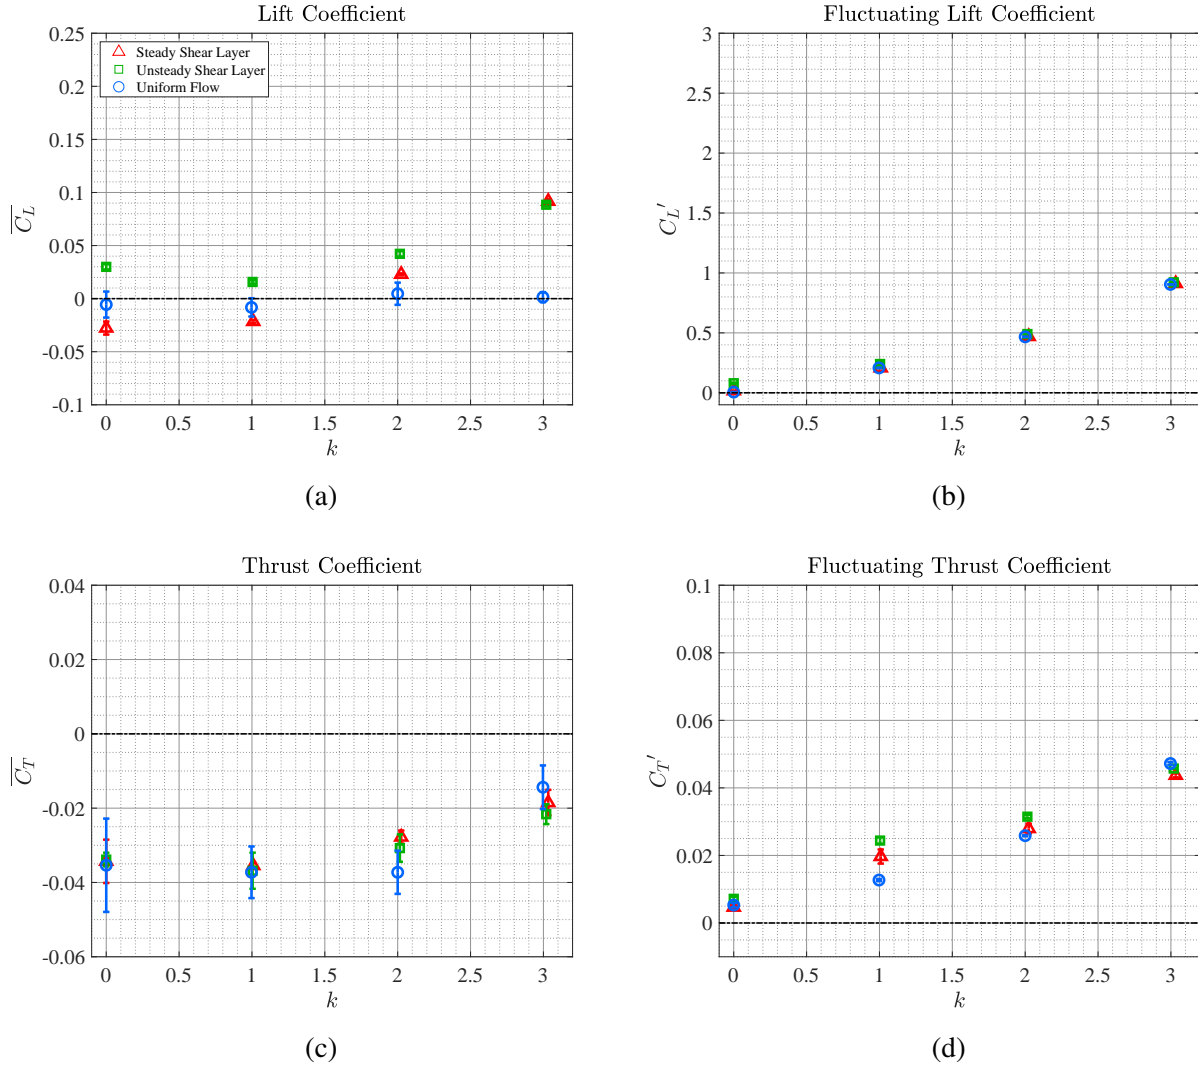 Lift Coefficient
0.25
0.2
0.15
0.1
0.05
0
-0.05
-0.1
Steady Shear Layer
Unsteady Shear Layer
Uniform Flow
0 0.5 1 1.5 2 2.5 3
k
C_L
(a)
Fluctuating Lift Coefficient
3
2.5
2
1.5
1
0.5
0
0 0.5 1 1.5 2 2.5 3
k
C_L'
(b)
Thrust Coefficient
0.04
0.02
0
-0.02
-0.04
-0.06
0 0.5 1 1.5 2 2.5 3
k
C_T
(c)
Fluctuating Thrust Coefficient
0.1
0.08
0.06
0.04
0.02
0
0 0.5 1 1.5 2 2.5 3
k
C_T'
(d)